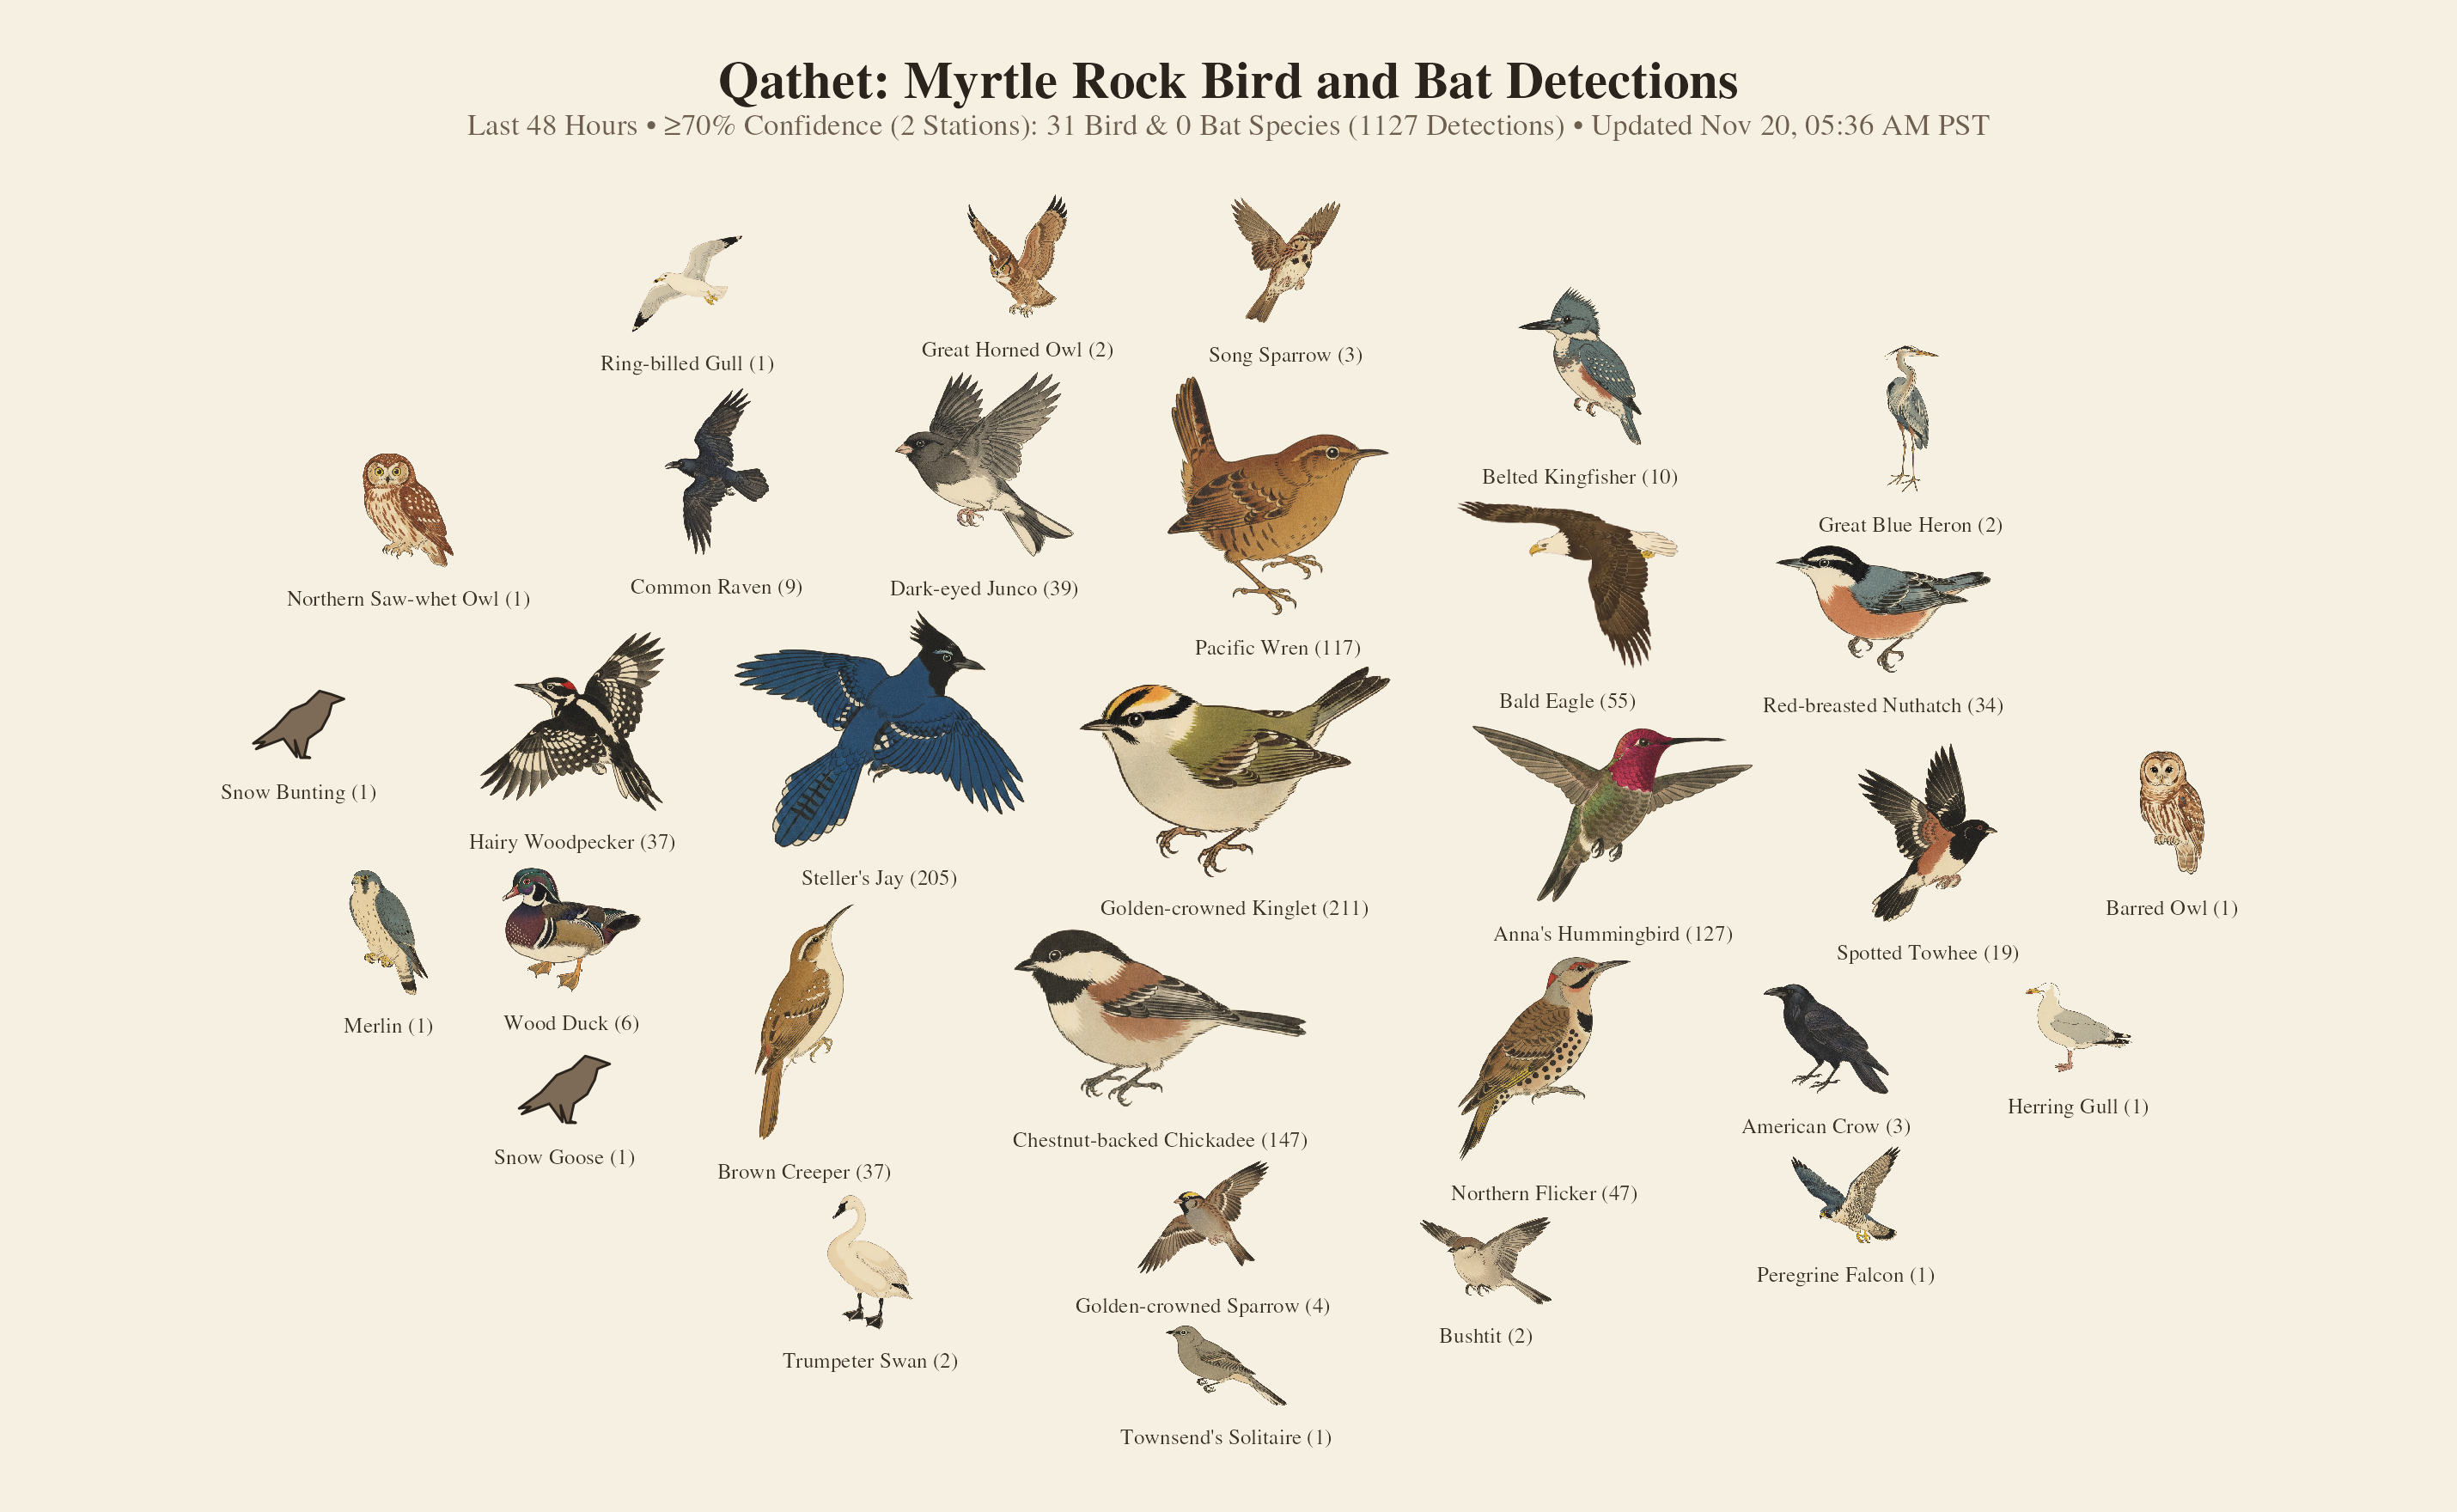 Qathet: Myrtle Rock Bird and Bat Detections
Last 48 Hours • ≥70% Confidence (2 Stations): 31 Bird & 0 Bat Species (1127 Detections) • Updated Nov 20, 05:36 AM PST
Ring-billed Gull (1)
Great Horned Owl (2)
Song Sparrow (3)
Belted Kingfisher (10)
Great Blue Heron (2)
Northern Saw-whet Owl (1)
Common Raven (9)
Dark-eyed Junco (39)
Pacific Wren (117)
Bald Eagle (55)
Red-breasted Nuthatch (34)
Snow Bunting (1)
Hairy Woodpecker (37)
Steller's Jay (205)
Golden-crowned Kinglet (211)
Anna's Hummingbird (127)
Spotted Towhee (19)
Barred Owl (1)
Merlin (1)
Wood Duck (6)
Snow Goose (1)
Brown Creeper (37)
Chestnut-backed Chickadee (147)
Northern Flicker (47)
American Crow (3)
Herring Gull (1)
Trumpeter Swan (2)
Golden-crowned Sparrow (4)
Bushtit (2)
Peregrine Falcon (1)
Townsend's Solitaire (1)